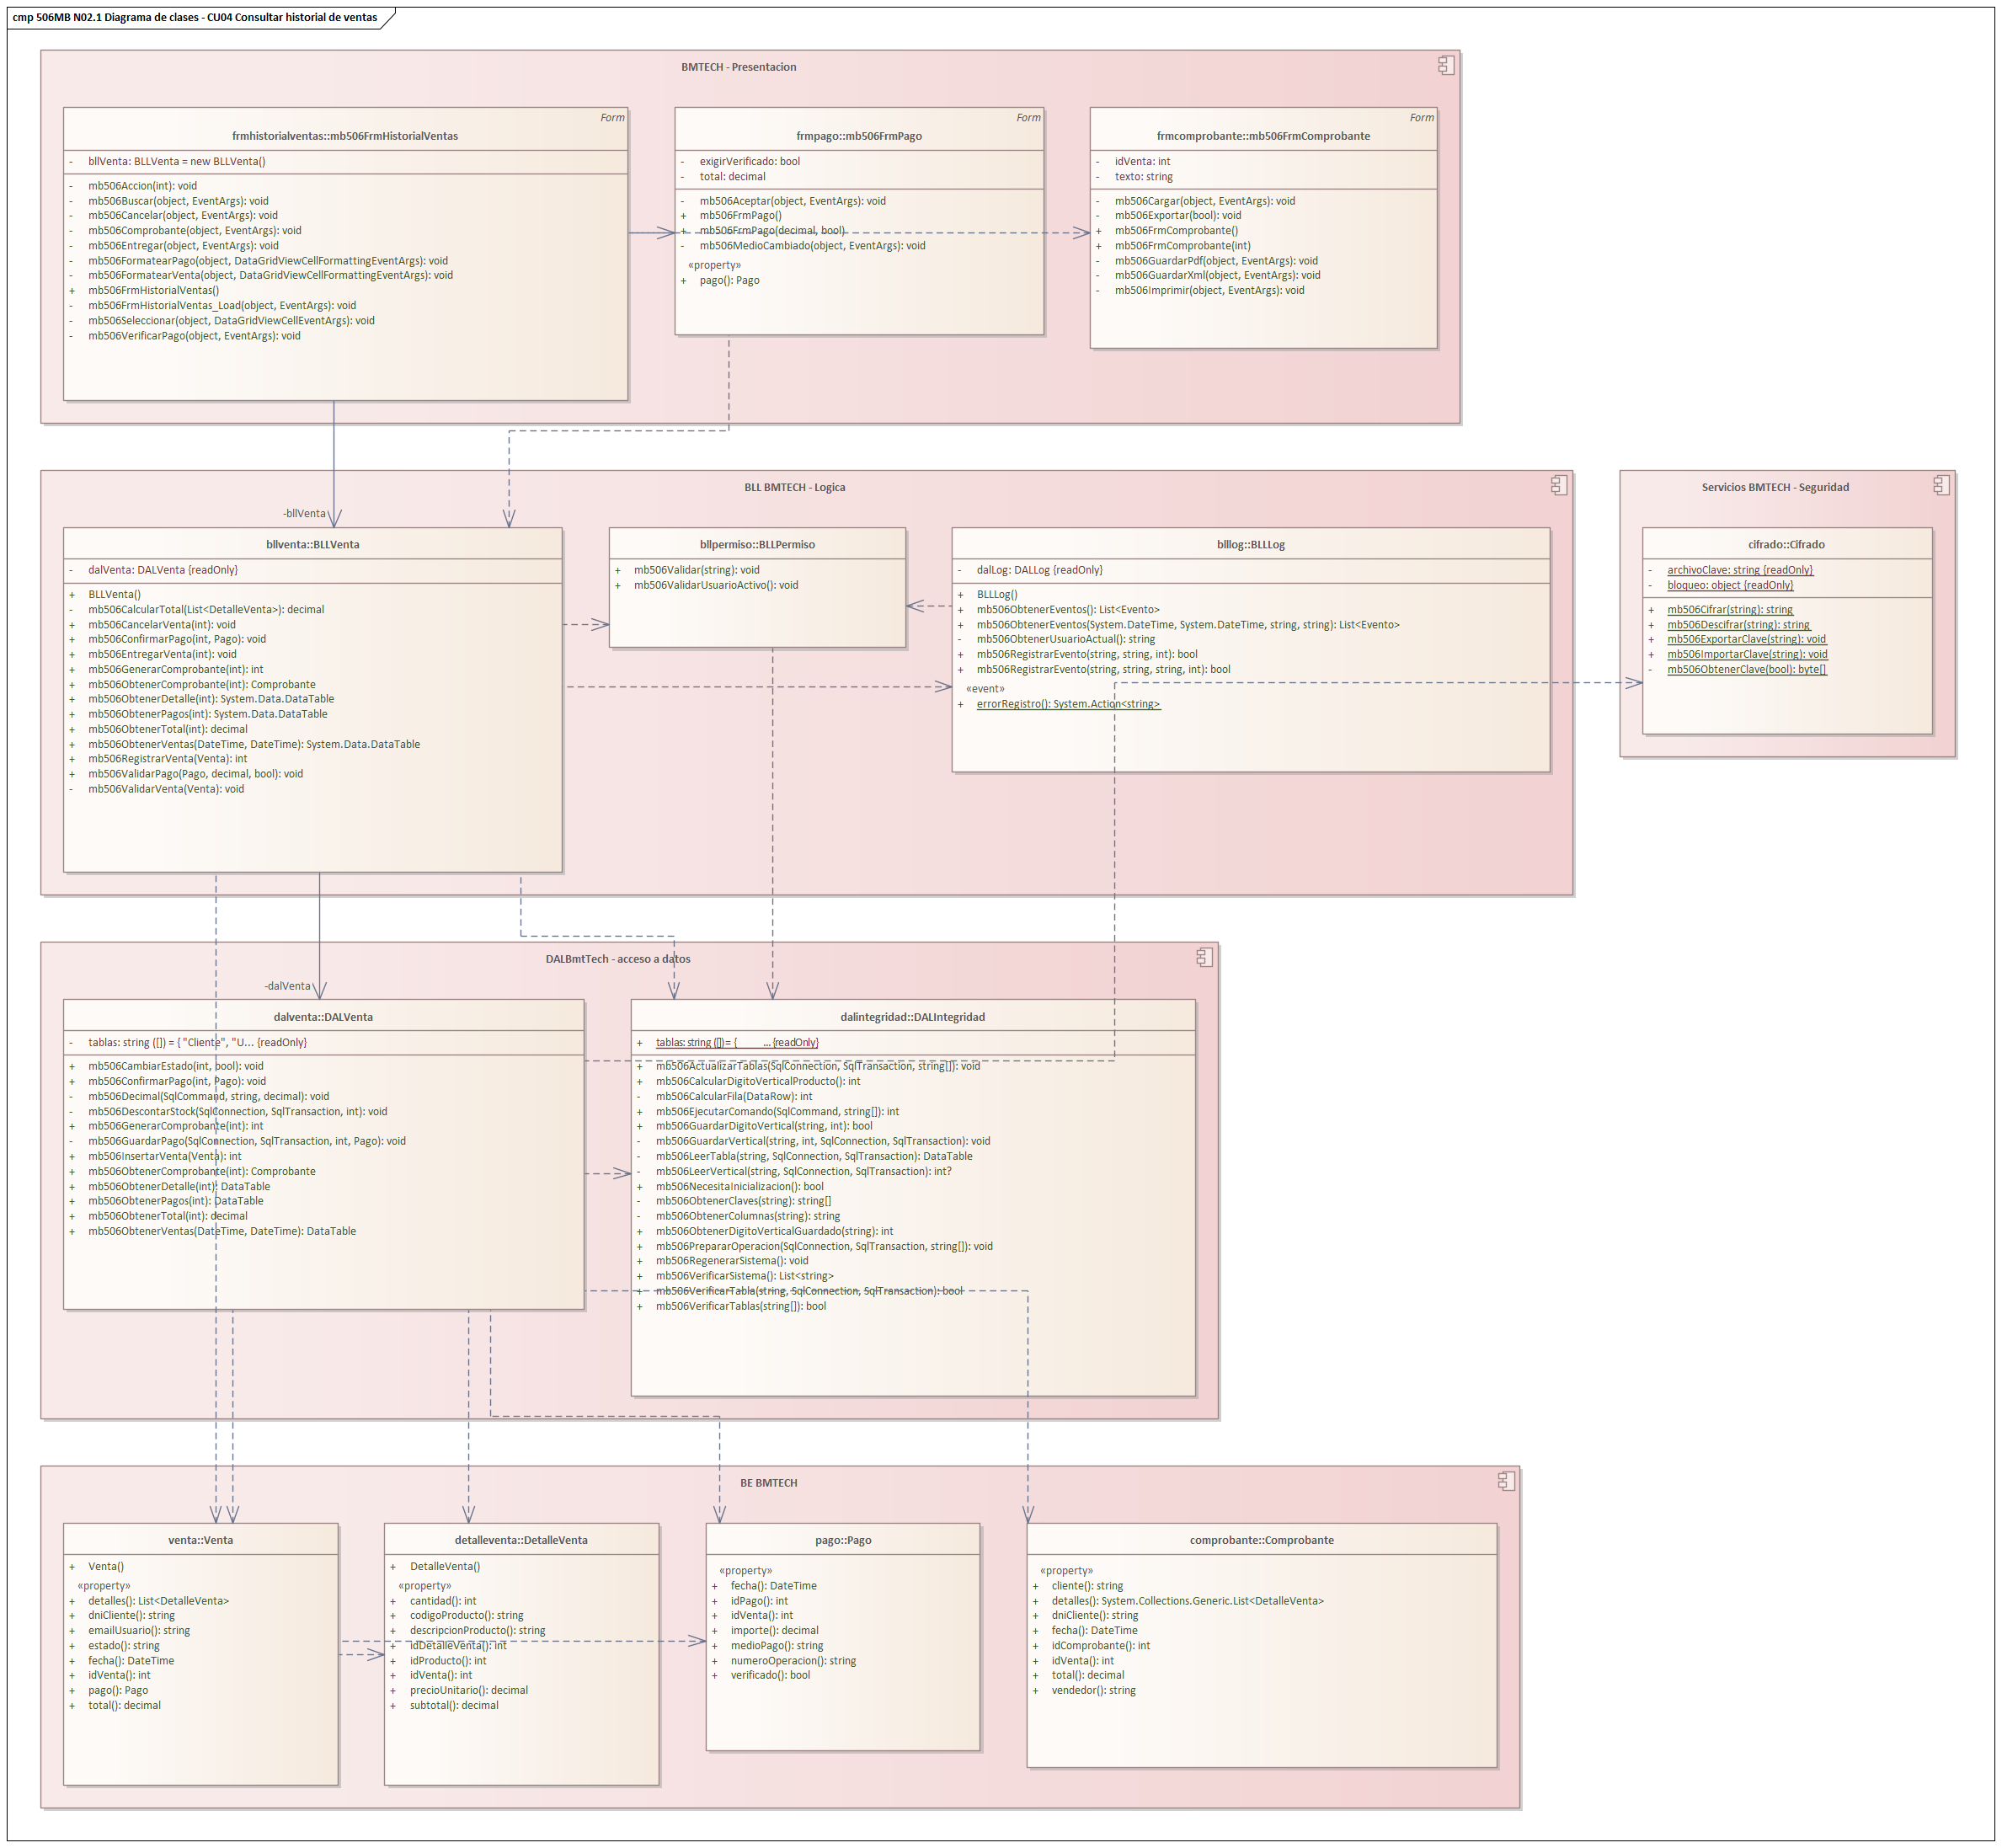 cmp 506MB N02.1 Diagrama de clases - CU04 Consultar historial de ventas
BMTECH - Presentacion
Form
frmhistorialventas::mb506FrmHistorialVentas
- bllVenta: BLLVenta = new BLLVenta()
- mb506Accion(int): void
- mb506Buscar(object, EventArgs): void
- mb506Cancelar(object, EventArgs): void
- mb506Comprobante(object, EventArgs): void
- mb506Entregar(object, EventArgs): void
- mb506FormatearPago(object, DataGridViewCellFormattingEventArgs): void
- mb506FormatearVenta(object, DataGridViewCellFormattingEventArgs): void
+ mb506FrmHistorialVentas()
- mb506FrmHistorialVentas_Load(object, EventArgs): void
- mb506Seleccionar(object, DataGridViewCellEventArgs): void
- mb506VerificarPago(object, EventArgs): void
Form
frmpago::mb506FrmPago
- exigirVerificado: bool
- total: decimal
- mb506Aceptar(object, EventArgs): void
+ mb506FrmPago()
+ mb506FrmPago(decimal, bool)
- mb506MedioCambiado(object, EventArgs): void
«property»
+ pago(): Pago
Form
frmcomprobante::mb506FrmComprobante
- idVenta: int
- texto: string
- mb506Cargar(object, EventArgs): void
- mb506Exportar(bool): void
+ mb506FrmComprobante()
+ mb506FrmComprobante(int)
- mb506GuardarPdf(object, EventArgs): void
- mb506GuardarXml(object, EventArgs): void
- mb506Imprimir(object, EventArgs): void
BLL BMTECH - Logica
-bllVenta
bllventa::BLLVenta
- dalVenta: DALVenta {readOnly}
+ BLLVenta()
- mb506CalcularTotal(List<DetalleVenta>): decimal
+ mb506CancelarVenta(int): void
+ mb506ConfirmarPago(int, Pago): void
+ mb506EntregarVenta(int): void
+ mb506GenerarComprobante(int): int
+ mb506ObtenerComprobante(int): Comprobante
+ mb506ObtenerDetalle(int): System.Data.DataTable
+ mb506ObtenerPagos(int): System.Data.DataTable
+ mb506ObtenerTotal(int): decimal
+ mb506ObtenerVentas(DateTime, DateTime): System.Data.DataTable
+ mb506RegistrarVenta(Venta): int
+ mb506ValidarPago(Pago, decimal, bool): void
- mb506ValidarVenta(Venta): void
bllpermiso::BLLPermiso
+ mb506Validar(string): void
+ mb506ValidarUsuarioActivo(): void
blllog::BLLLog
- dalLog: DALLog {readOnly}
+ BLLLog()
+ mb506ObtenerEventos(): List<Evento>
+ mb506ObtenerEventos(System.DateTime, System.DateTime, string, string): List<Evento>
- mb506ObtenerUsuarioActual(): string
+ mb506RegistrarEvento(string, string, int): bool
+ mb506RegistrarEvento(string, string, string, int): bool
«event»
+ errorRegistro(): System.Action<string>
Servicios BMTECH - Seguridad
cifrado::Cifrado
- archivoClave: string {readOnly}
- bloqueo: object {readOnly}
+ mb506Cifrar(string): string
+ mb506Descifrar(string): string
+ mb506ExportarClave(string): void
+ mb506ImportarClave(string): void
- mb506ObtenerClave(bool): byte[]
DALBmtTech - acceso a datos
-dalVenta
dalventa::DALVenta
- tablas: string ([]) = { "Cliente", "U... {readOnly}
+ mb506CambiarEstado(int, bool): void
+ mb506ConfirmarPago(int, Pago): void
- mb506Decimal(SqlCommand, string, decimal): void
- mb506DescontarStock(SqlConnection, SqlTransaction, int): void
+ mb506GenerarComprobante(int): int
- mb506GuardarPago(SqlConnection, SqlTransaction, int, Pago): void
+ mb506InsertarVenta(Venta): int
+ mb506ObtenerComprobante(int): Comprobante
+ mb506ObtenerDetalle(int): DataTable
+ mb506ObtenerPagos(int): DataTable
+ mb506ObtenerTotal(int): decimal
+ mb506ObtenerVentas(DateTime, DateTime): DataTable
dalintegridad::DALIntegridad
+ tablas: string ([]) = { ... {readOnly}
+ mb506ActualizarTablas(SqlConnection, SqlTransaction, string[]): void
+ mb506CalcularDigitoVerticalProducto(): int
- mb506CalcularFila(DataRow): int
+ mb506EjecutarComando(SqlCommand, string[]): int
+ mb506GuardarDigitoVertical(string, int): bool
- mb506GuardarVertical(string, int, SqlConnection, SqlTransaction): void
- mb506LeerTabla(string, SqlConnection, SqlTransaction): DataTable
- mb506LeerVertical(string, SqlConnection, SqlTransaction): int?
+ mb506NecesitaInicializacion(): bool
- mb506ObtenerClaves(string): string[]
- mb506ObtenerColumnas(string): string
+ mb506ObtenerDigitoVerticalGuardado(string): int
+ mb506PrepararOperacion(SqlConnection, SqlTransaction, string[]): void
+ mb506RegenerarSistema(): void
+ mb506VerificarSistema(): List<string>
+ mb506VerificarTabla(string, SqlConnection, SqlTransaction): bool
+ mb506VerificarTablas(string[]): bool
BE BMTECH
venta::Venta
+ Venta()
«property»
+ detalles(): List<DetalleVenta>
+ dniCliente(): string
+ emailUsuario(): string
+ estado(): string
+ fecha(): DateTime
+ idVenta(): int
+ pago(): Pago
+ total(): decimal
detalleventa::DetalleVenta
+ DetalleVenta()
«property»
+ cantidad(): int
+ codigoProducto(): string
+ descripcionProducto(): string
+ idDetalleVenta(): int
+ idProducto(): int
+ idVenta(): int
+ precioUnitario(): decimal
+ subtotal(): decimal
pago::Pago
«property»
+ fecha(): DateTime
+ idPago(): int
+ idVenta(): int
+ importe(): decimal
+ medioPago(): string
+ numeroOperacion(): string
+ verificado(): bool
comprobante::Comprobante
«property»
+ cliente(): string
+ detalles(): System.Collections.Generic.List<DetalleVenta>
+ dniCliente(): string
+ fecha(): DateTime
+ idComprobante(): int
+ idVenta(): int
+ total(): decimal
+ vendedor(): string